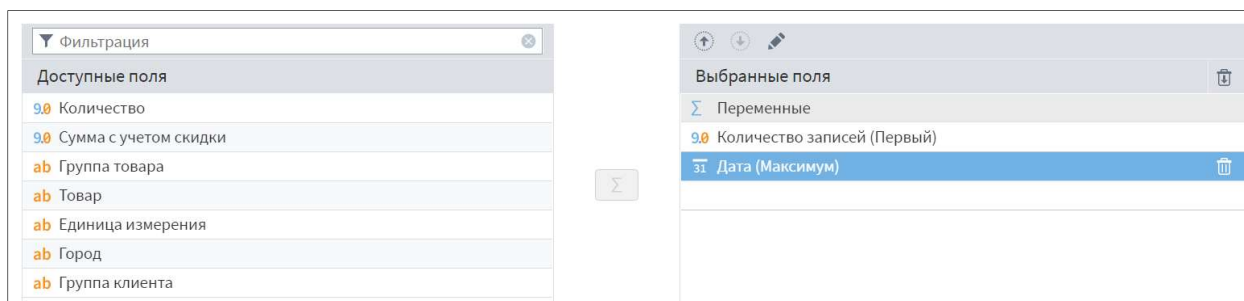 Фильтрация
Доступные поля
9.0 Количество
9.0 Сумма с учетом скидки
ab Группа товара
ab Товар
ab Единица измерения
ab Город
ab Группа клиента
Σ
Выбранные поля
Σ Переменные
9.0 Количество записей (Первый)
31 Дата (Максимум)